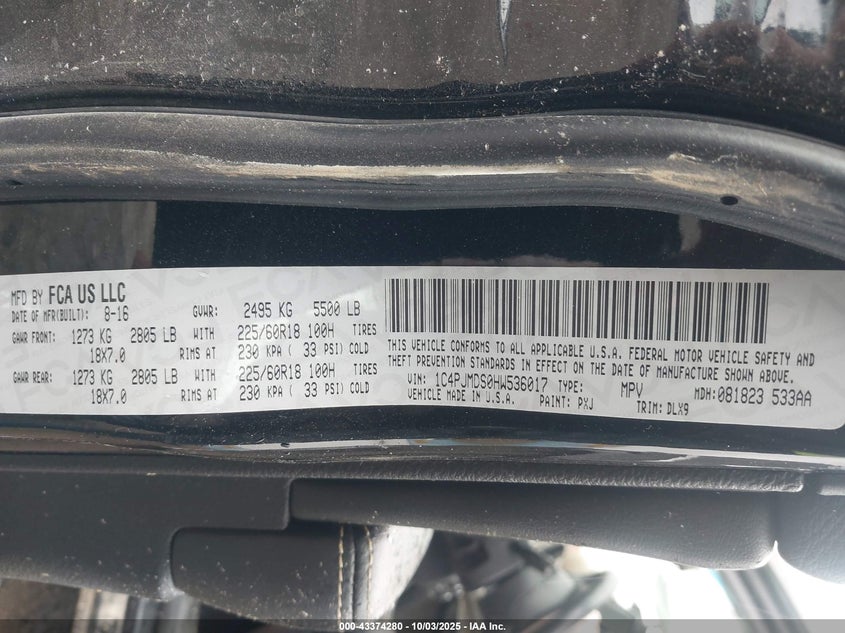 MFD BY FCA US LLC
DATE OF MFR(BUILT): 8-16 GVWR: 2495 KG 5500 LB
GAWR FRONT: 1273 KG 2805 LB WITH 225/60R18 100H TIRES
18X7.0 RIMS AT 230 KPA ( 33 PSI) COLD
GAWR REAR: 1273 KG 2805 LB WITH 225/60R18 100H TIRES
18X7.0 RIMS AT 230 KPA ( 33 PSI) COLD
THIS VEHICLE CONFORMS TO ALL APPLICABLE U.S.A. FEDERAL MOTOR VEHICLE SAFETY AND
THEFT PREVENTION STANDARDS IN EFFECT ON THE DATE OF MANUFACTURE SHOWN ABOVE.
VIN: 1C4PJMDS0HW536017 TYPE: MPV MDH: 081823 533AA
VEHICLE MADE IN U.S.A. PAINT: PXJ TRIM: DLX9
000-43374280 - 10/03/2025 - IAA Inc.